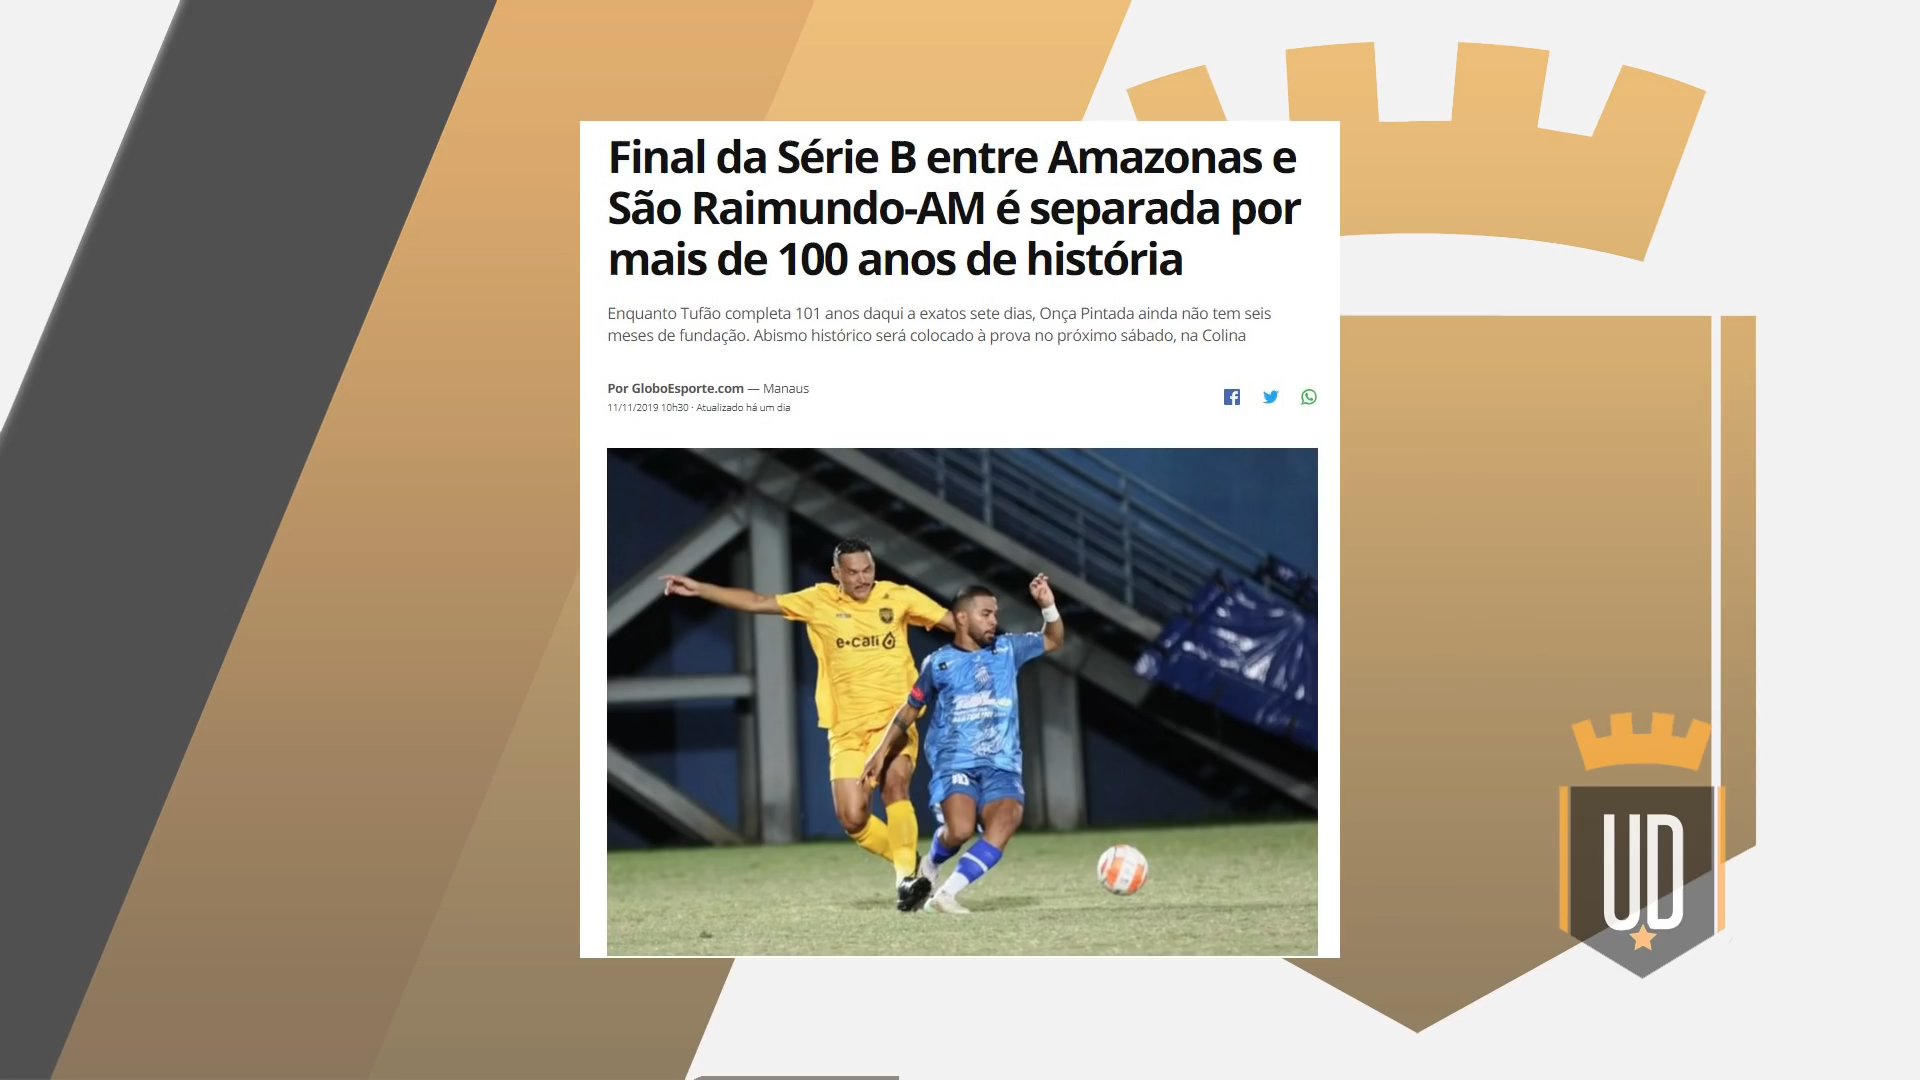 Final da Série B entre Amazonas e
São Raimundo-AM é separada por
mais de 100 anos de história
Enquanto Tufão completa 101 anos daqui a exatos sete dias, Onça Pintada ainda não tem seis
meses de fundação. Abismo histórico será colocado à prova no próximo sábado, na Colina
Por GloboEsporte.com — Manaus
11/11/2019 10h30 · Atualizado há um dia
e•cali
10
UD